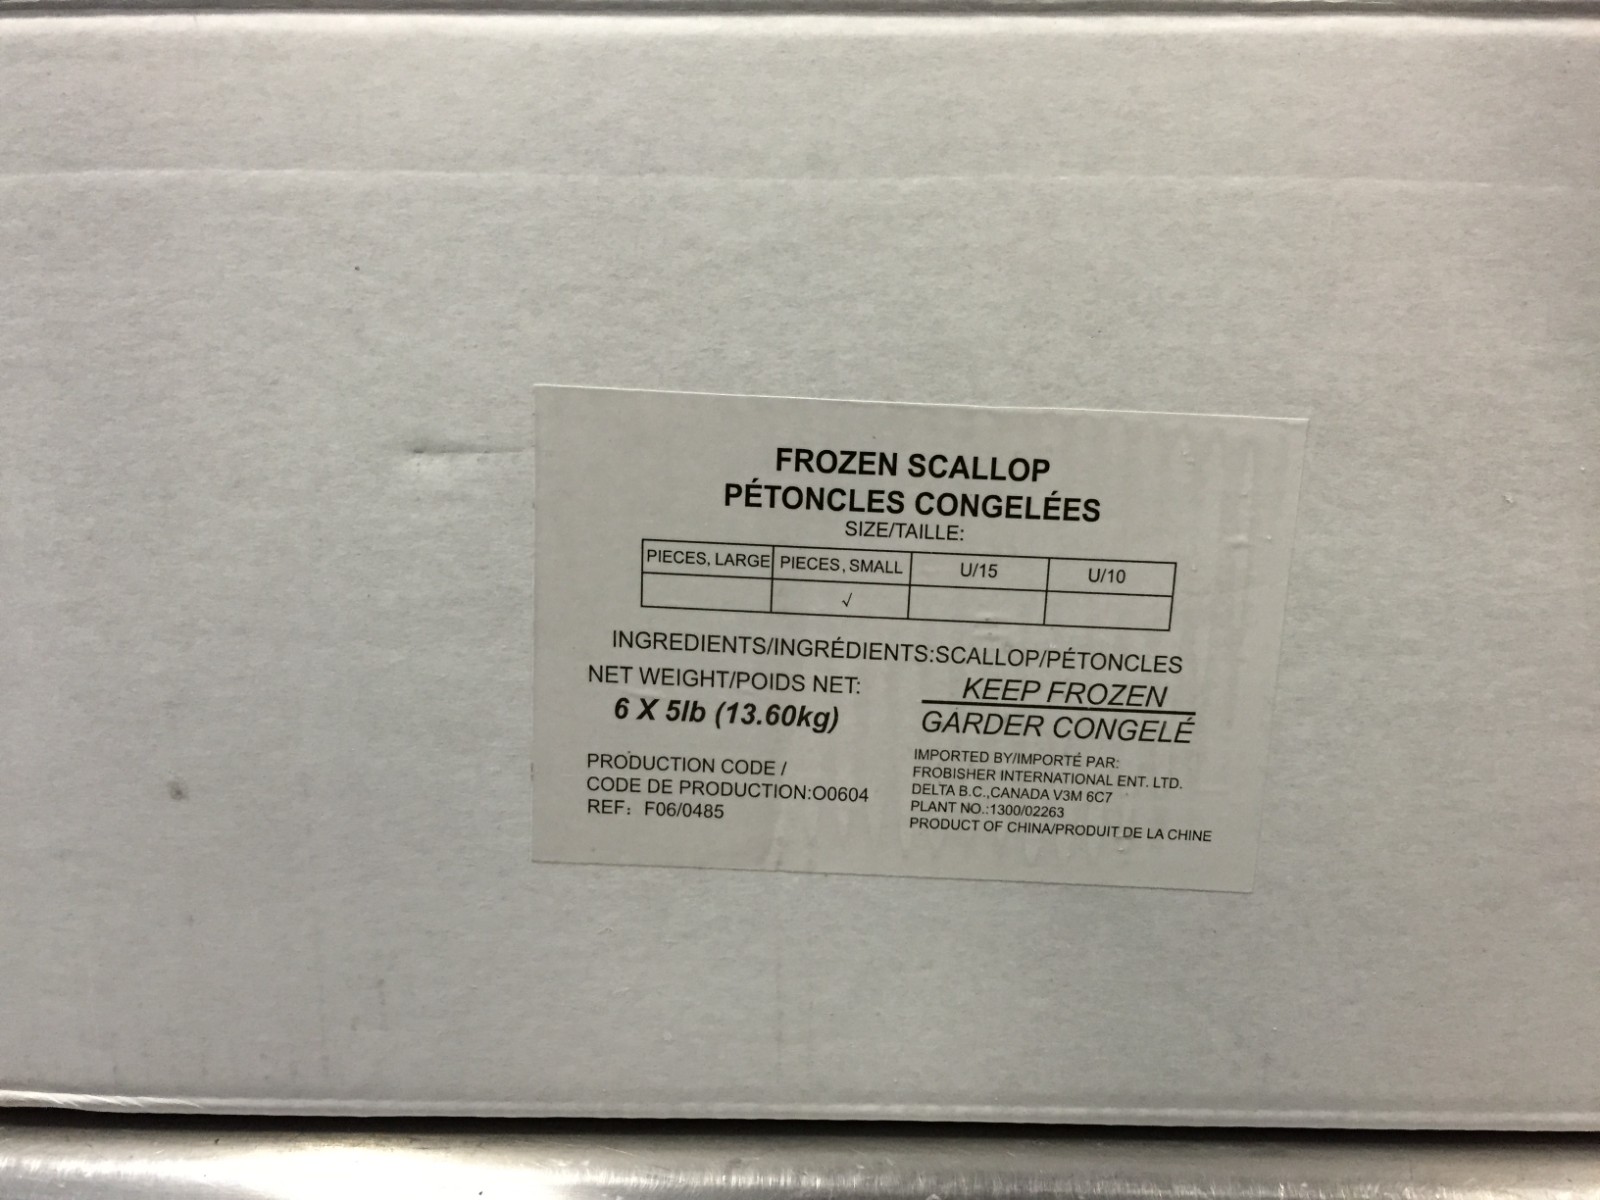 FROZEN SCALLOP
PÉTONCLES CONGELÉES
SIZE/TAILLE:
PIECES, LARGE PIECES, SMALL U/15 U/10
√
INGREDIENTS/INGRÉDIENTS:SCALLOP/PÉTONCLES
NET WEIGHT/POIDS NET:
6 X 5lb (13.60kg)
KEEP FROZEN
GARDER CONGELÉ
PRODUCTION CODE /
CODE DE PRODUCTION:O0604
REF: F06/0485
IMPORTED BY/IMPORTÉ PAR:
FROBISHER INTERNATIONAL ENT. LTD.
DELTA B.C.,CANADA V3M 6C7
PLANT NO.:1300/02263
PRODUCT OF CHINA/PRODUIT DE LA CHINE